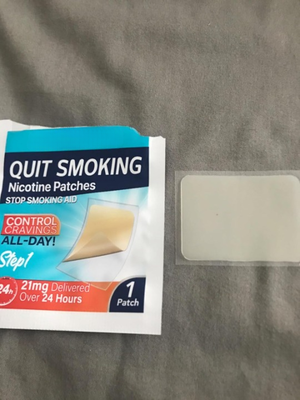 QUIT SMOKING
Nicotine Patches
STOP SMOKING AID
CONTROL
CRAVINGS
ALL-DAY!
Step1
24h
21mg Delivered
Over 24 Hours
1
Patch